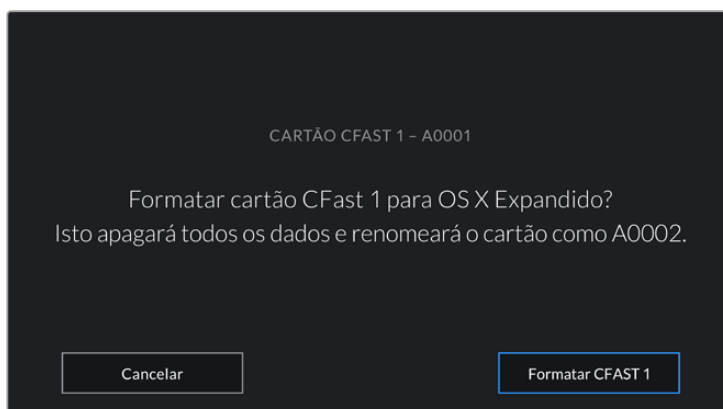 CARTÃO CFAST 1 – A0001
Formatar cartão CFast 1 para OS X Expandido?
Isto apagará todos os dados e renomeará o cartão como A0002.
Cancelar
Formatar CFAST 1